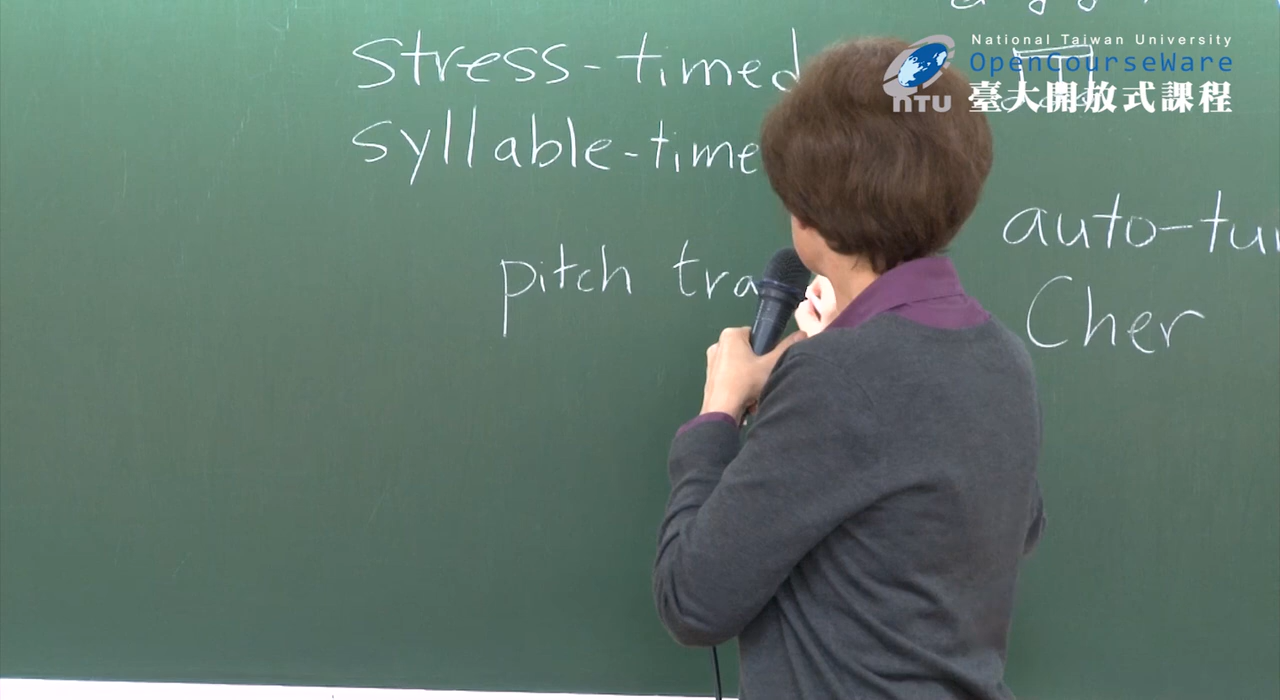 National Taiwan University
OpenCourseWare
臺大開放式課程
NTU
stress-timed
syllable-time
pitch tra
auto-tu
Cher